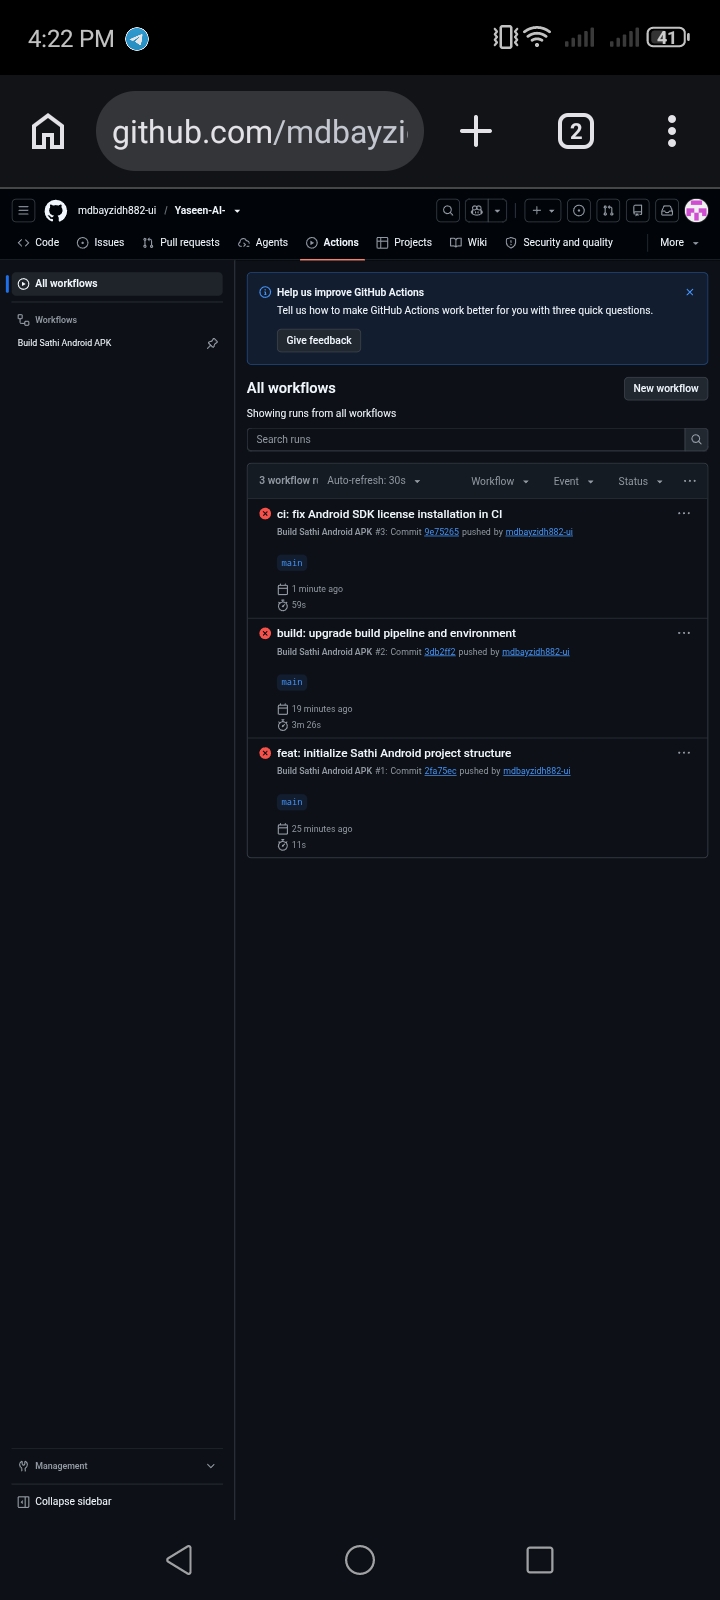 4:22 PM
41
github.com/mdbayzi
2
mdbayzidh882-ui / Yaseen-AI-
Code Issues Pull requests Agents Actions Projects Wiki Security and quality More
All workflows
Workflows
Build Sathi Android APK
Help us improve GitHub Actions
Tell us how to make GitHub Actions work better for you with three quick questions.
Give feedback
All workflows
New workflow
Showing runs from all workflows
Search runs
3 workflow r Auto-refresh: 30s Workflow Event Status
ci: fix Android SDK license installation in CI
Build Sathi Android APK #3: Commit 9e75265 pushed by mdbayzidh882-ui
main
1 minute ago
59s
build: upgrade build pipeline and environment
Build Sathi Android APK #2: Commit 3db2ff2 pushed by mdbayzidh882-ui
main
19 minutes ago
3m 26s
feat: initialize Sathi Android project structure
Build Sathi Android APK #1: Commit 2fa75ec pushed by mdbayzidh882-ui
main
25 minutes ago
11s
Management
Collapse sidebar